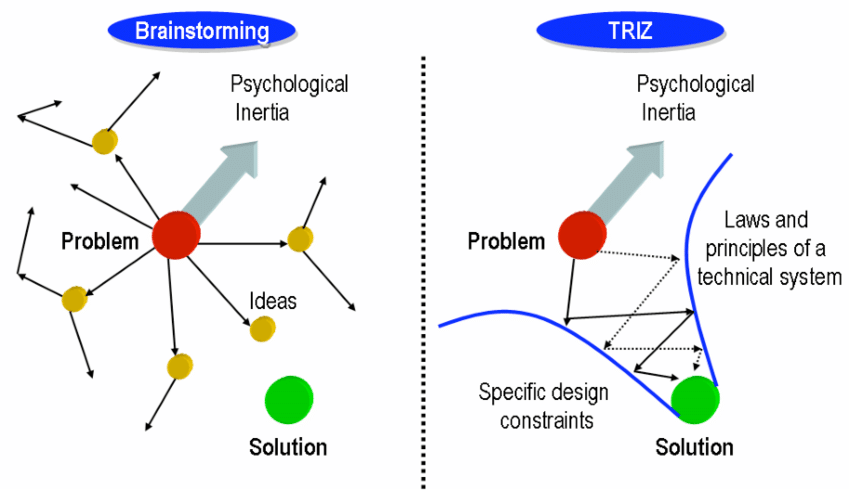 Brainstorming
Psychological
Inertia
Problem
Ideas
Solution
TRIZ
Psychological
Inertia
Problem
Laws and
principles of a
technical system
Specific design
constraints
Solution